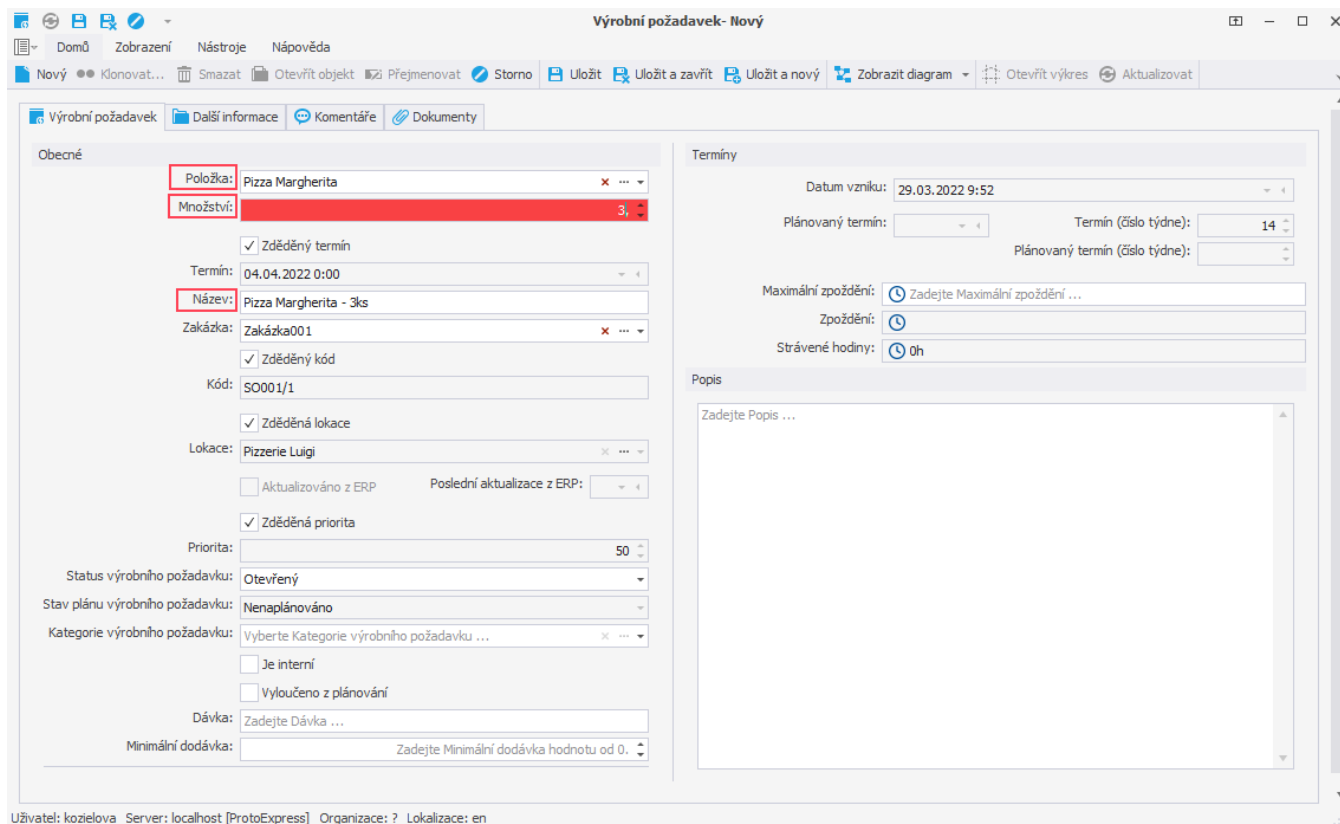 Výrobní požadavek- Nový
Domů Zobrazení Nástroje Nápověda
Nový Klonovat... Smazat Otevřít objekt Přejmenovat Storno Uložit Uložit a zavřít Uložit a nový Zobrazit diagram Otevřít výkres Aktualizovat
Výrobní požadavek Další informace Komentáře Dokumenty
Obecné
Položka: Pizza Margherita
Množství: 3,
Zděděný termín
Termín: 04.04.2022 0:00
Název: Pizza Margherita - 3ks
Zakázka: Zakázka001
Zděděný kód
Kód: SO001/1
Zděděná lokace
Lokace: Pizzerie Luigi
Aktualizováno z ERP Poslední aktualizace z ERP:
Zděděná priorita
Priorita: 50
Status výrobního požadavku: Otevřený
Stav plánu výrobního požadavku: Nenaplánováno
Kategorie výrobního požadavku: Vyberte Kategorie výrobního požadavku ...
Je interní
Vyloučeno z plánování
Dávka: Zadejte Dávka ...
Minimální dodávka: Zadejte Minimální dodávka hodnotu od 0.
Termíny
Datum vzniku: 29.03.2022 9:52
Plánovaný termín: Termín (číslo týdne): 14
Plánovaný termín (číslo týdne):
Maximální zpoždění: Zadejte Maximální zpoždění ...
Zpoždění:
Strávené hodiny: 0h
Popis
Zadejte Popis ...
Uživatel: kozielova Server: localhost [ProtoExpress] Organizace: ? Lokalizace: en